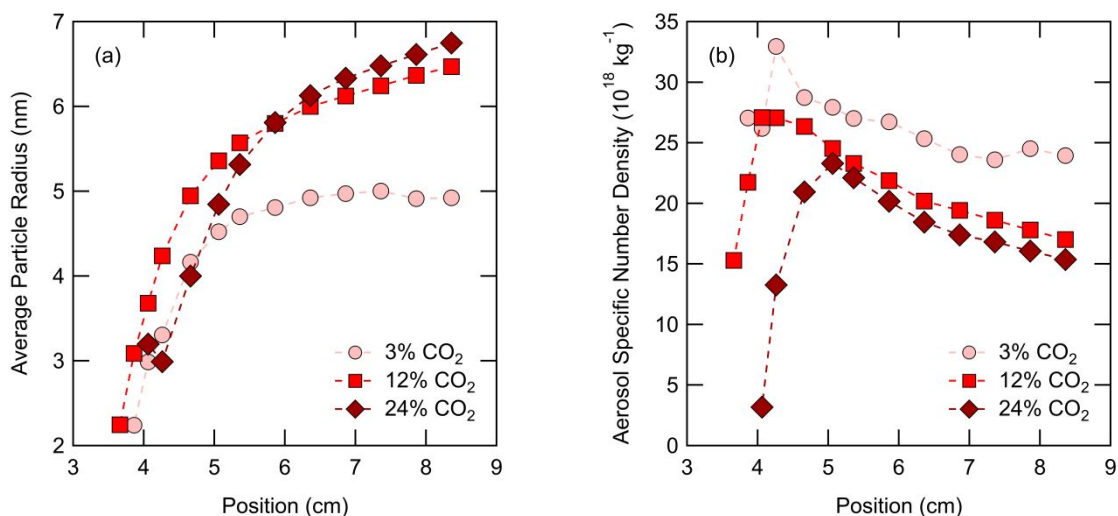 (a)
Average Particle Radius (nm)
7
6
5
4
3
2
3% CO₂
12% CO₂
24% CO₂
3 4 5 6 7 8 9
Position (cm)
(b)
Aerosol Specific Number Density (10¹⁸ kg⁻¹)
35
30
25
20
15
10
5
0
3% CO₂
12% CO₂
24% CO₂
3 4 5 6 7 8 9
Position (cm)